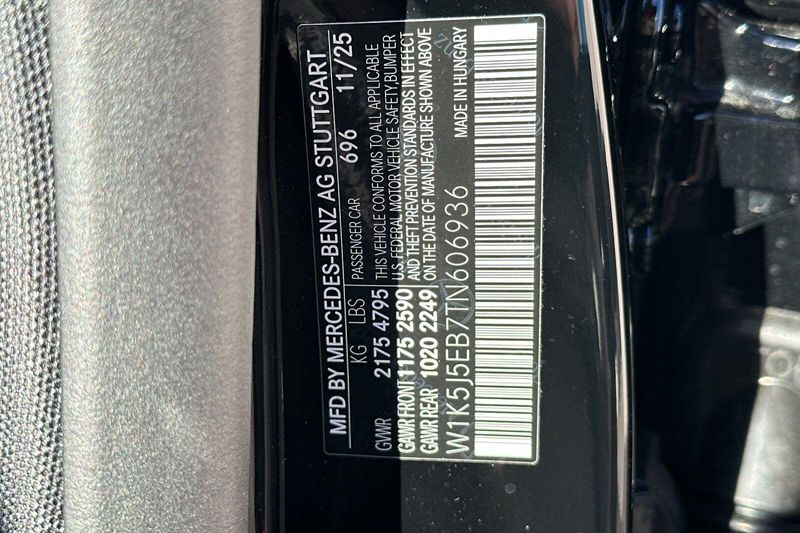 MFD BY MERCEDES-BENZ AG STUTTGART
696 11/25
KG LBS
GVWR 2175 4795
GAWR FRONT 1175 2590
GAWR REAR 1020 2249
PASSENGER CAR
THIS VEHICLE CONFORMS TO ALL APPLICABLE
U.S. FEDERAL MOTOR VEHICLE SAFETY,BUMPER
AND THEFT PREVENTION STANDARDS IN EFFECT
ON THE DATE OF MANUFACTURE SHOWN ABOVE
W1K5J5EB7TN606936
MADE IN HUNGARY